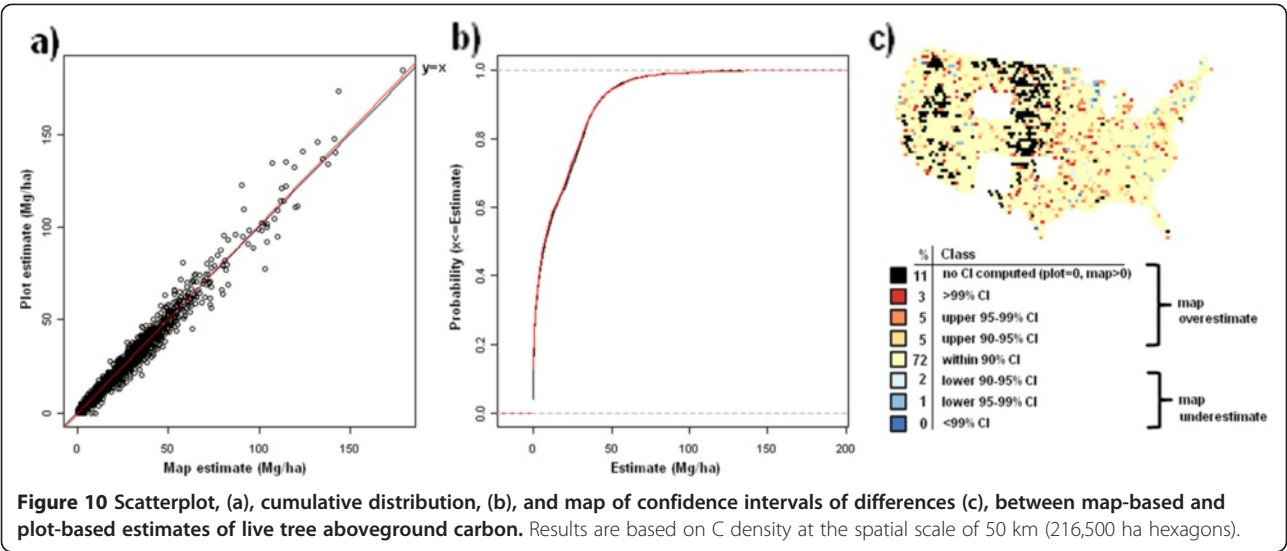 a)
b)
c)
y=x
150
100
50
0
Plot estimate (Mg/ha)
0 50 100 150
Map estimate (Mg/ha)
1.0
0.8
0.6
0.4
0.2
0.0
Probability (x<=Estimate)
0 50 100 150 200
Estimate (Mg/ha)
% Class
11 no CI computed (plot=0, map>0)
3 >99% CI
5 upper 95-99% CI
5 upper 90-95% CI
72 within 90% CI
2 lower 90-95% CI
1 lower 95-99% CI
0 <99% CI
map
overestimate
map
underestimate
Figure 10 Scatterplot, (a), cumulative distribution, (b), and map of confidence intervals of differences (c), between map-based and
plot-based estimates of live tree aboveground carbon. Results are based on C density at the spatial scale of 50 km (216,500 ha hexagons).